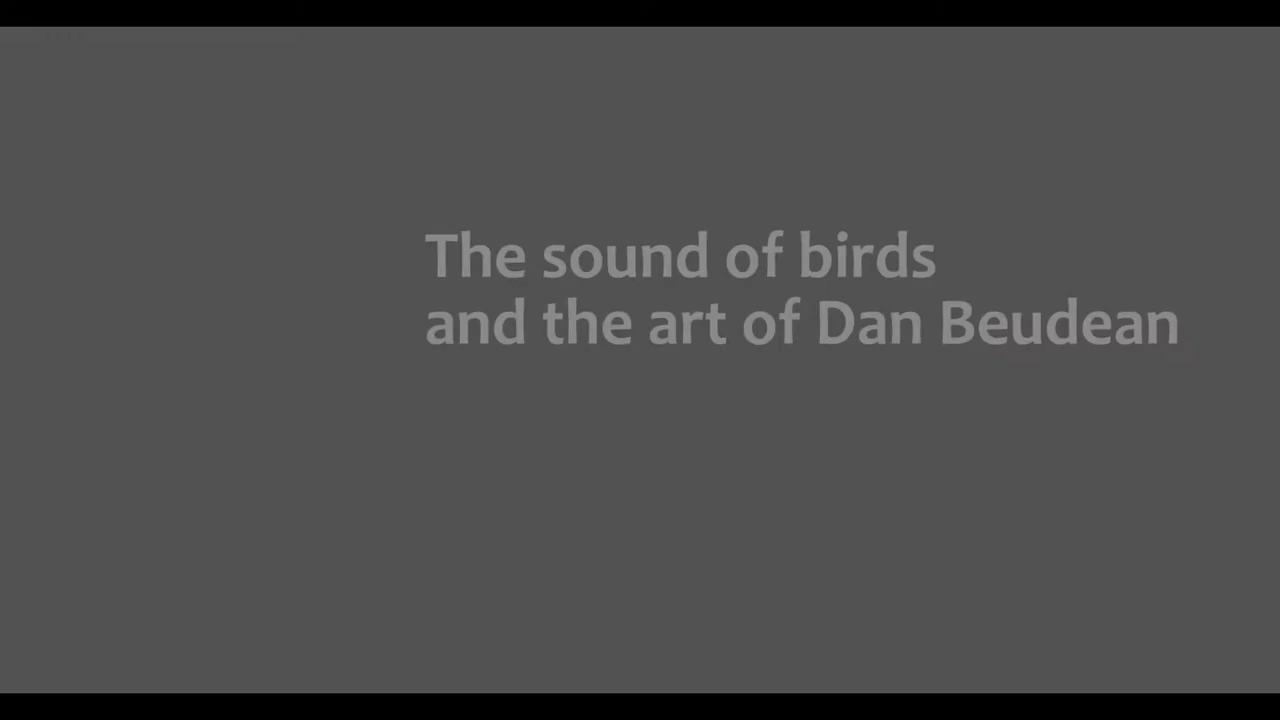 The sound of birds
and the art of Dan Beudean